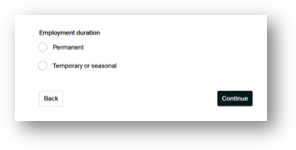 Employment duration
Permanent
Temporary or seasonal
Back
Continue